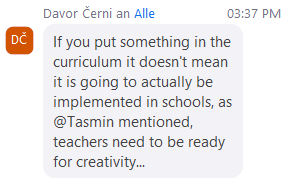 Davor Černi an Alle 03:37 PM
DČ
If you put something in the
curriculum it doesn't mean
it is going to actually be
implemented in schools, as
@Tasmin mentioned,
teachers need to be ready
for creativity...